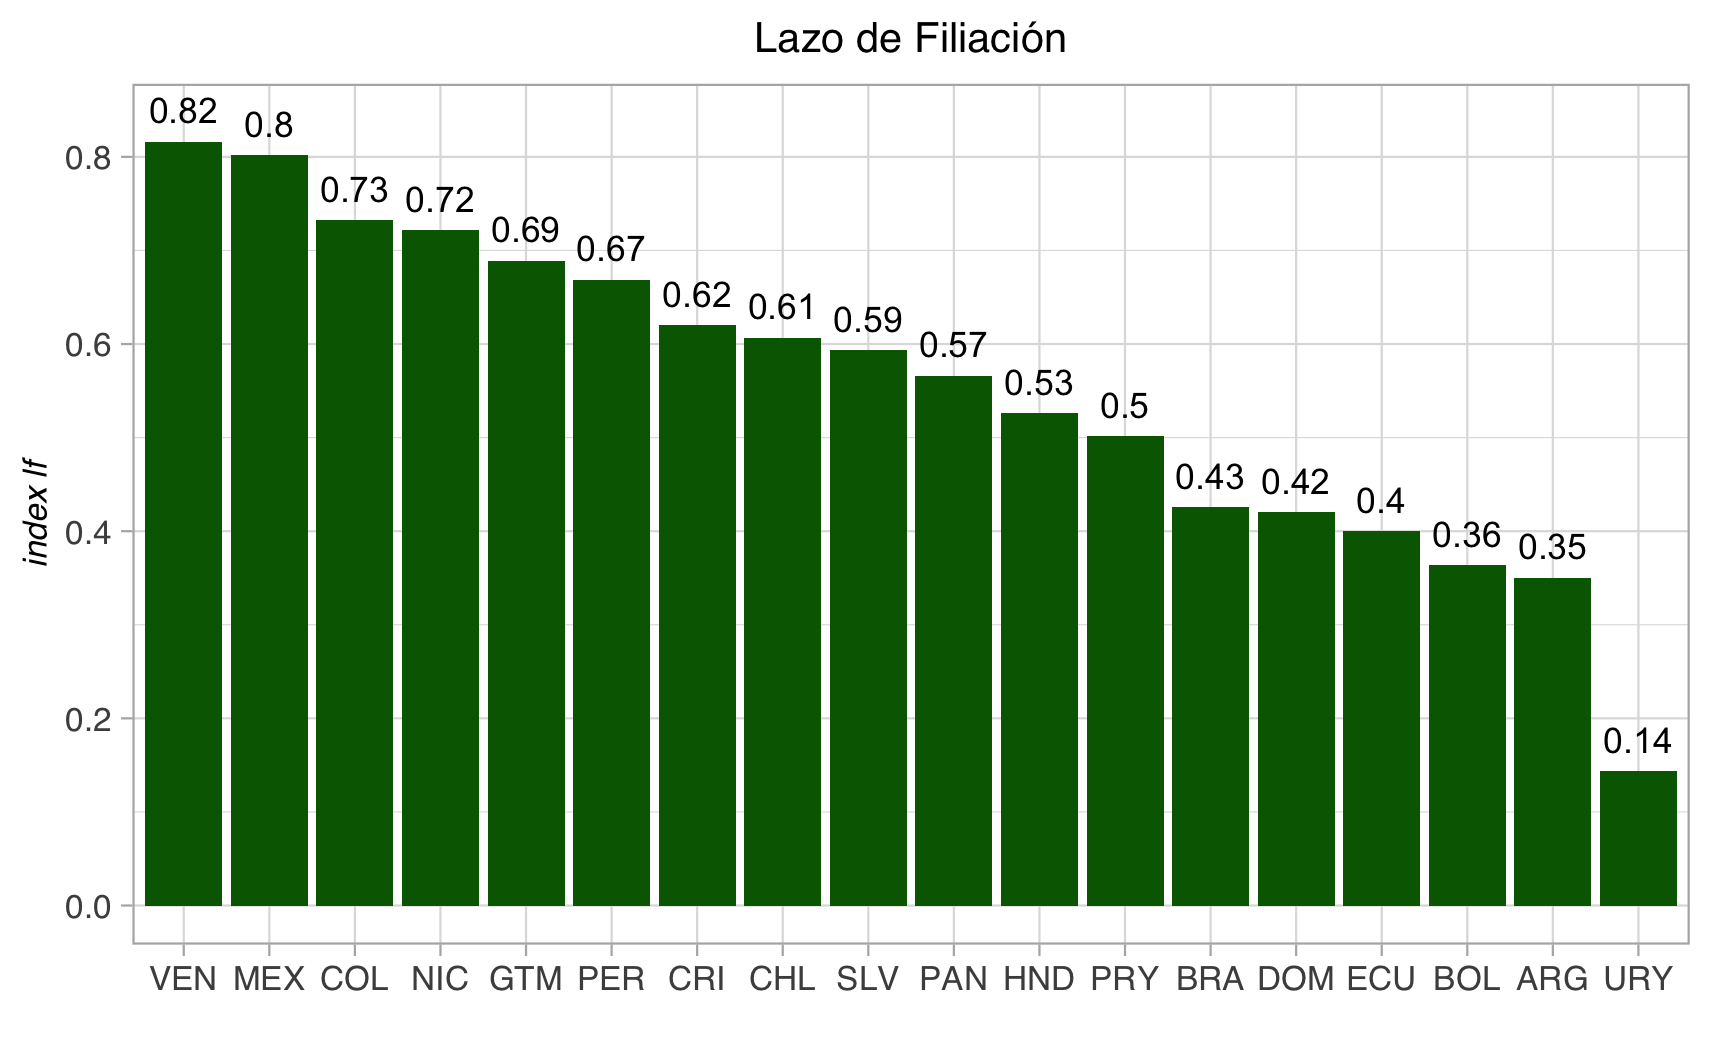 Lazo de Filiación
index lf
0.8
0.6
0.4
0.2
0.0
0.82 0.8 0.73 0.72 0.69 0.67 0.62 0.61 0.59 0.57 0.53 0.5 0.43 0.42 0.4 0.36 0.35 0.14
VEN MEX COL NIC GTM PER CRI CHL SLV PAN HND PRY BRA DOM ECU BOL ARG URY